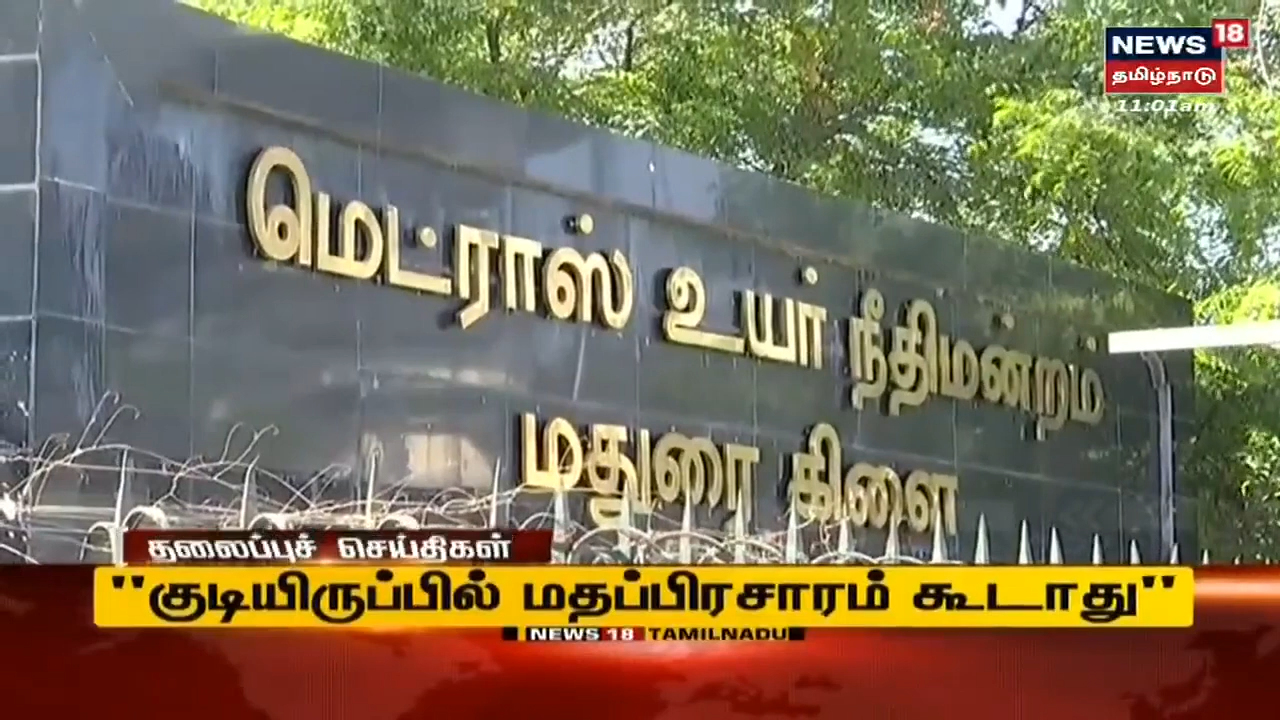 NEWS 18
தமிழ்நாடு
11:01am
மெட்ராஸ் உயர் நீதிமன்றம்
மதுரை கிளை
தலைப்புச் செய்திகள்
"குடியிருப்பில் மதப்பிரசாரம் கூடாது"
NEWS 18 TAMILNADU